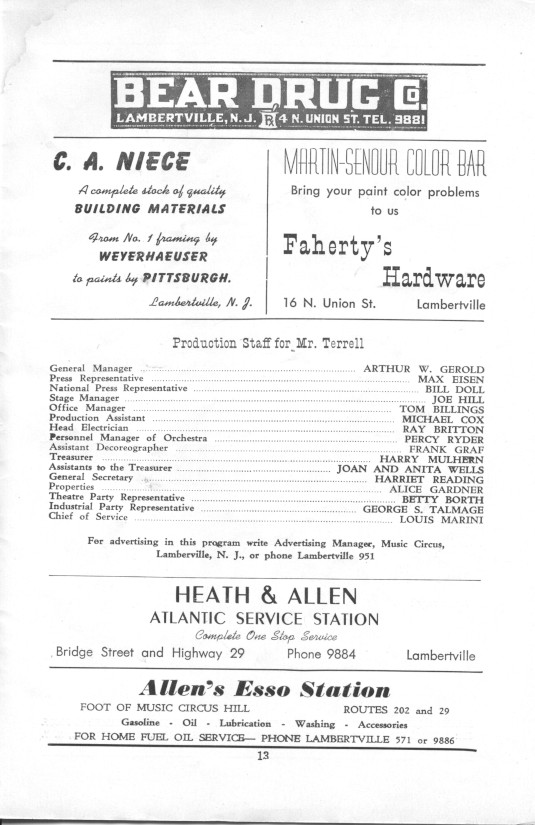 BEAR DRUG CO.
LAMBERTVILLE, N.J. Rx 4 N. UNION ST. TEL. 9881
C. A. NIECE
A complete stock of quality
BUILDING MATERIALS
From No. 1 framing by
WEYERHAEUSER
to paints by PITTSBURGH.
Lambertville, N. J.
MARTIN-SENOUR COLOR BAR
Bring your paint color problems
to us
Faherty's
Hardware
16 N. Union St. Lambertville
Production Staff for Mr. Terrell
General Manager ... ARTHUR W. GEROLD
Press Representative ... MAX EISEN
National Press Representative ... BILL DOLL
Stage Manager ... JOE HILL
Office Manager ... TOM BILLINGS
Production Assistant ... MICHAEL COX
Head Electrician ... RAY BRITTON
Personnel Manager of Orchestra ... PERCY RYDER
Assistant Decoreographer ... FRANK GRAF
Treasurer ... HARRY MULHERN
Assistants to the Treasurer ... JOAN AND ANITA WELLS
General Secretary ... HARRIET READING
Properties ... ALICE GARDNER
Theatre Party Representative ... BETTY BORTH
Industrial Party Representative ... GEORGE S. TALMAGE
Chief of Service ... LOUIS MARINI
For advertising in this program write Advertising Manager, Music Circus,
Lamberville, N. J., or phone Lambertville 951
HEATH & ALLEN
ATLANTIC SERVICE STATION
Complete One Stop Service
Bridge Street and Highway 29 Phone 9884 Lambertville
Allen's Esso Station
FOOT OF MUSIC CIRCUS HILL ROUTES 202 and 29
Gasoline - Oil - Lubrication - Washing - Accessories
FOR HOME FUEL OIL SERVICE— PHONE LAMBERTVILLE 571 or 9886
13